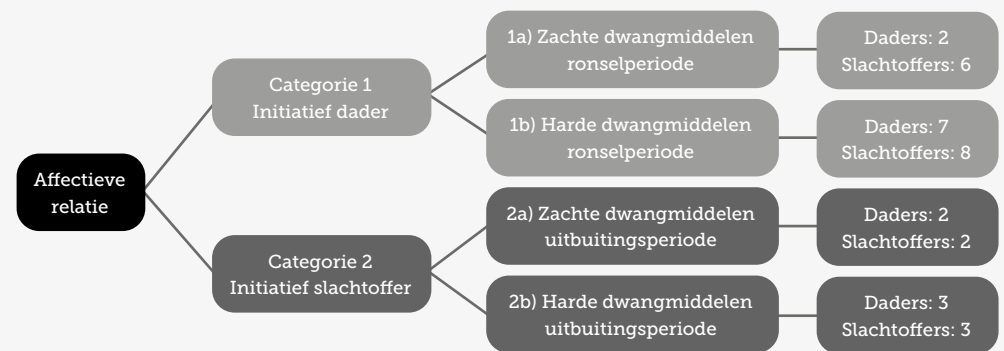 Affectieve
relatie
Categorie 1
Initiatief dader
1a) Zachte dwangmiddelen
ronselperiode
Daders: 2
Slachtoffers: 6
1b) Harde dwangmiddelen
ronselperiode
Daders: 7
Slachtoffers: 8
Categorie 2
Initiatief slachtoffer
2a) Zachte dwangmiddelen
uitbuitingsperiode
Daders: 2
Slachtoffers: 2
2b) Harde dwangmiddelen
uitbuitingsperiode
Daders: 3
Slachtoffers: 3